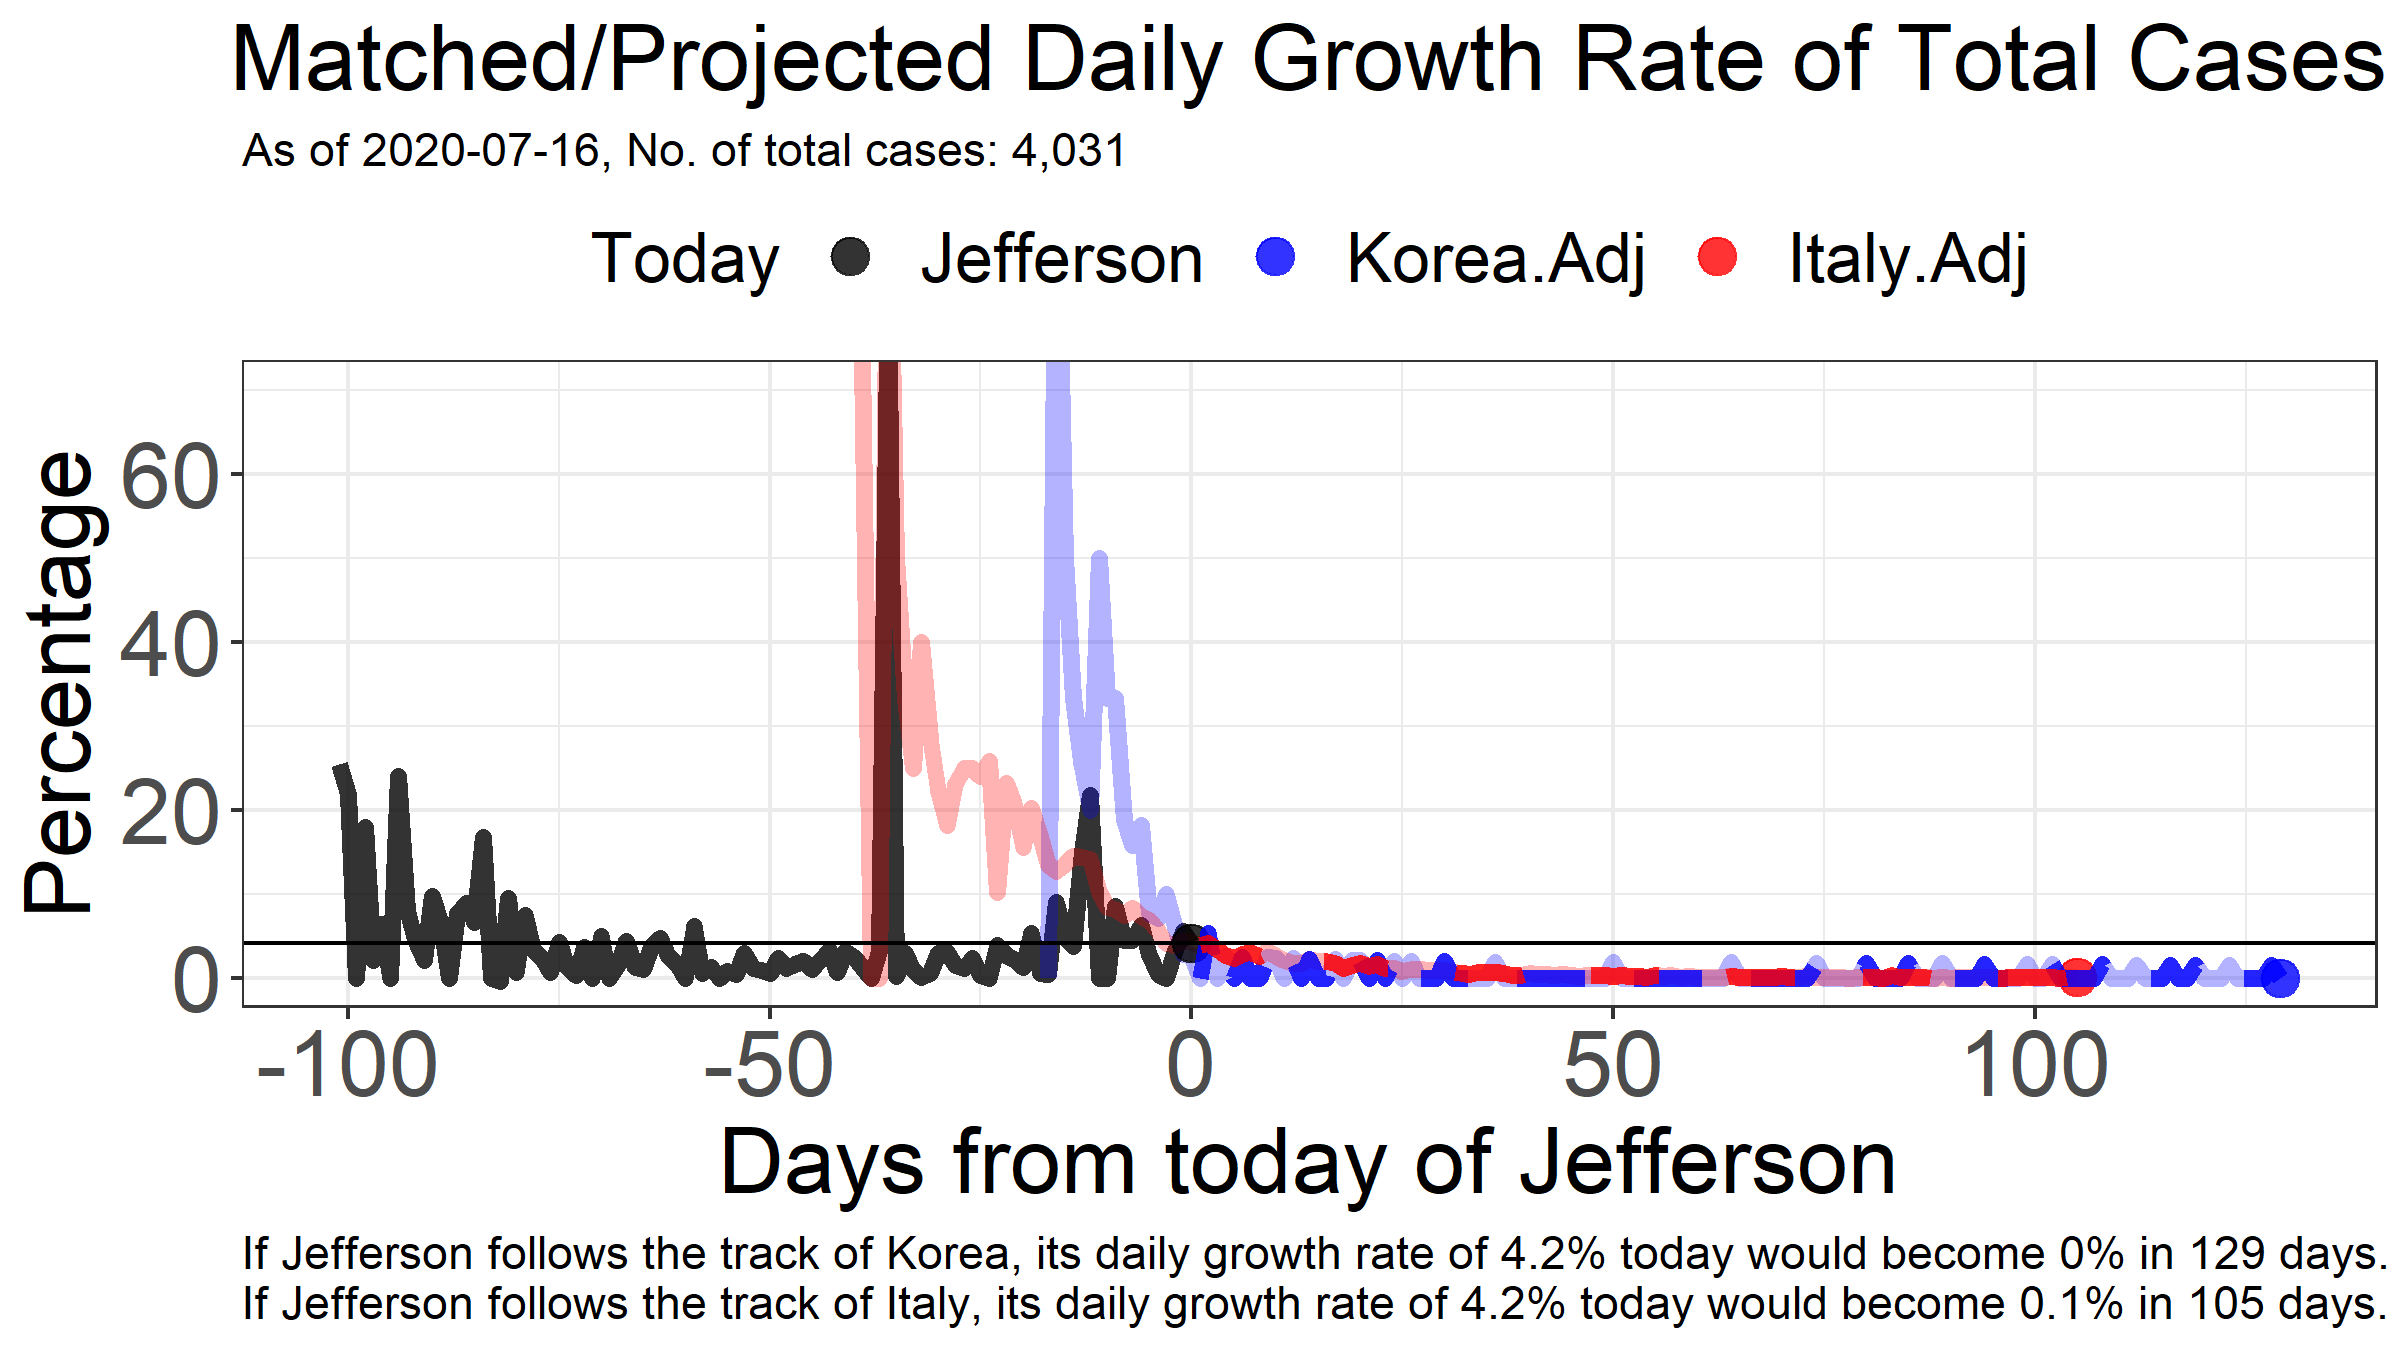 Matched/Projected Daily Growth Rate of Total Cases
As of 2020-07-16, No. of total cases: 4,031
Today Jefferson Korea.Adj Italy.Adj
Percentage
60
40
20
0
-100 -50 0 50 100
Days from today of Jefferson
If Jefferson follows the track of Korea, its daily growth rate of 4.2% today would become 0% in 129 days.
If Jefferson follows the track of Italy, its daily growth rate of 4.2% today would become 0.1% in 105 days.